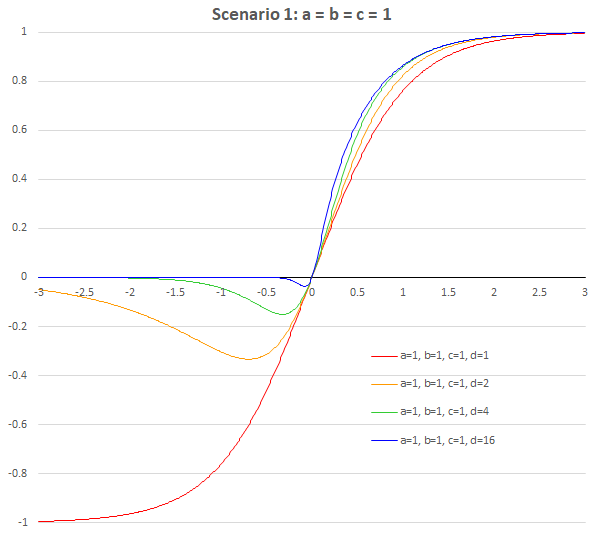 Scenario 1: a = b = c = 1
1
0.8
0.6
0.4
0.2
0
-3 -2.5 -2 -1.5 -1 -0.5 0 0.5 1 1.5 2 2.5 3
-0.2
a=1, b=1, c=1, d=1
-0.4
a=1, b=1, c=1, d=2
a=1, b=1, c=1, d=4
-0.6
a=1, b=1, c=1, d=16
-0.8
-1